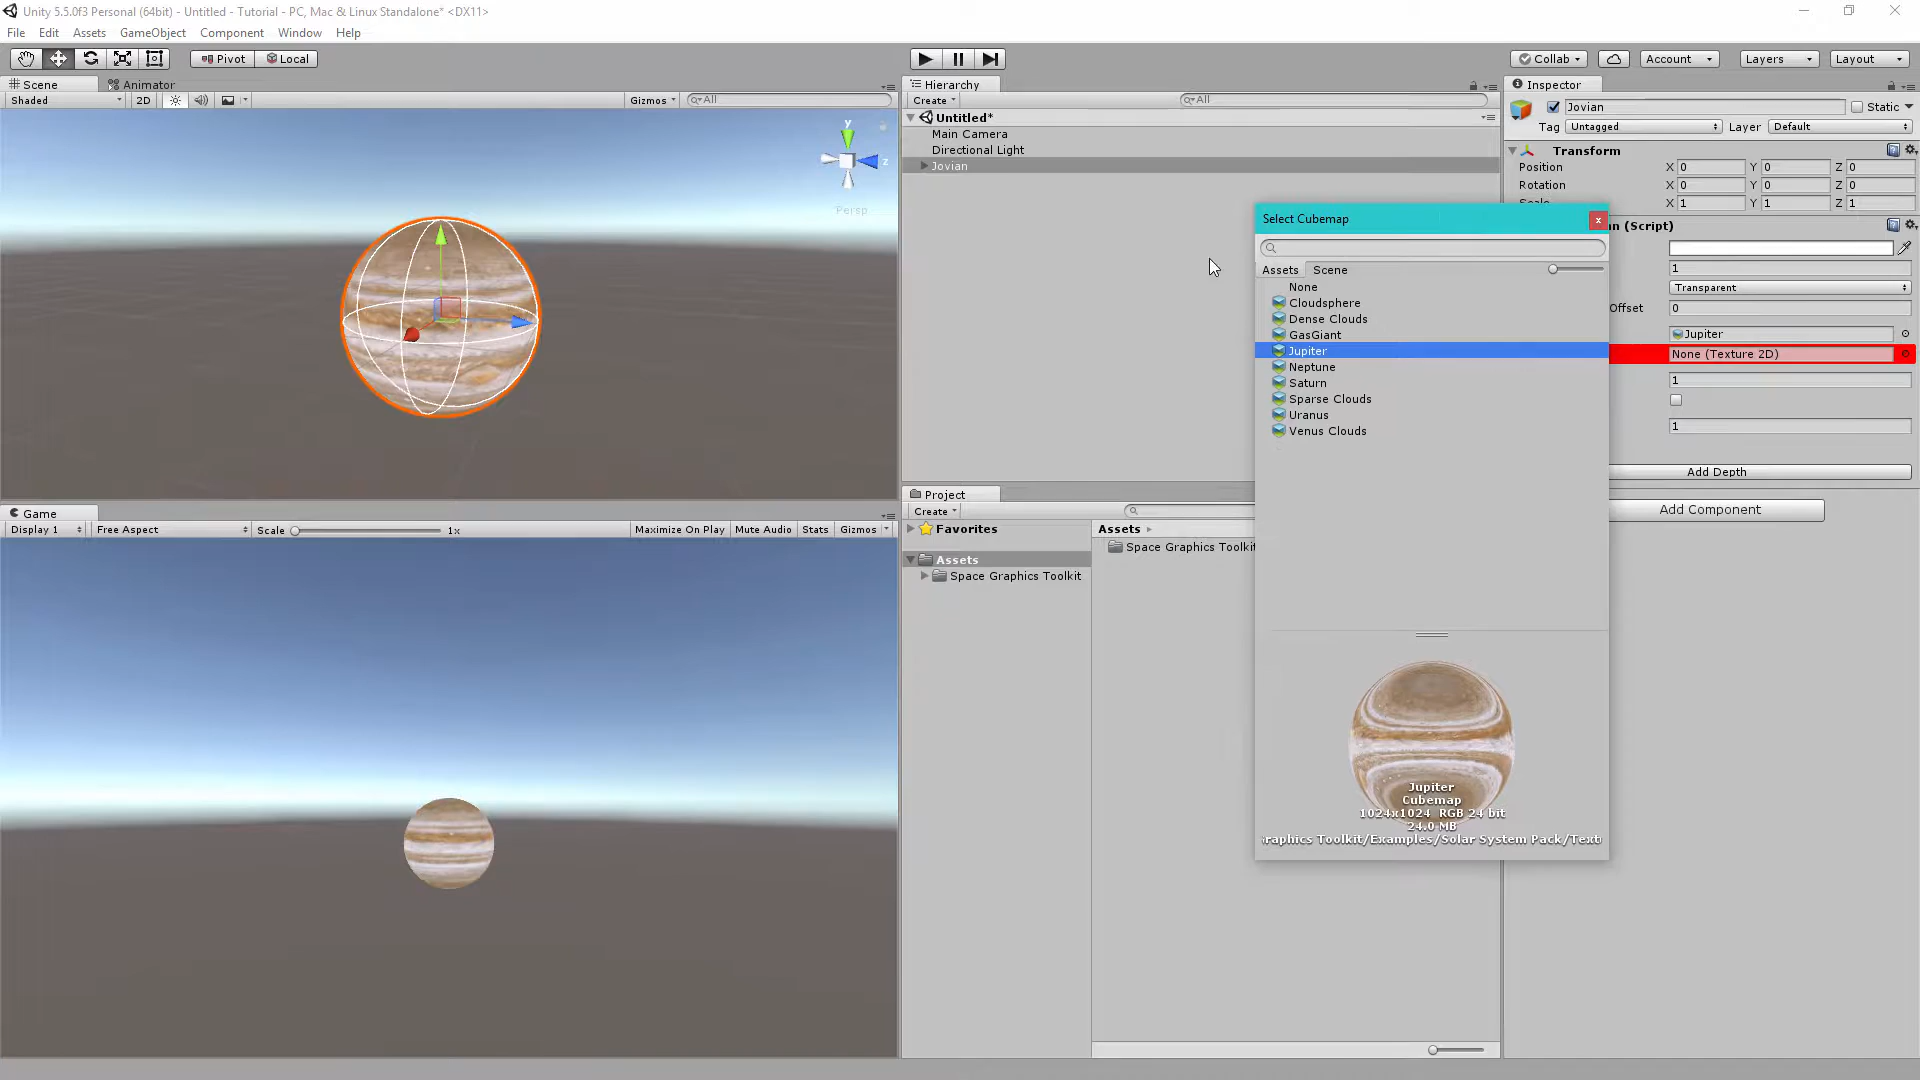 Unity 5.5.0f3 Personal (64bit) - Untitled - Tutorial - PC, Mac & Linux Standalone* <DX11>
File Edit Assets GameObject Component Window Help
Pivot Local Collab Account Layers Layout
Scene Animator
Shaded 2D Gizmos All
y
z
Persp
Game
Display 1 Free Aspect Scale 1x Maximize On Play Mute Audio Stats Gizmos
Hierarchy
Create All
Untitled*
Main Camera
Directional Light
Jovian
Project
Create
Favorites
Assets
Space Graphics Toolkit
Assets
Space Graphics Toolkit
Select Cubemap
Assets Scene
None
Cloudsphere
Dense Clouds
GasGiant
Jupiter
Neptune
Saturn
Sparse Clouds
Uranus
Venus Clouds
Jupiter
Cubemap
1024x1024 RGB 24 bit
24.0 MB
raphics Toolkit/Examples/Solar System Pack/Textu
Inspector
Jovian Static
Tag Untagged Layer Default
Transform
Position X 0 Y 0 Z 0
Rotation X 0 Y 0 Z 0
Scale X 1 Y 1 Z 1
n (Script)
1
Transparent
Offset 0
Jupiter
None (Texture 2D)
1
1
Add Depth
Add Component